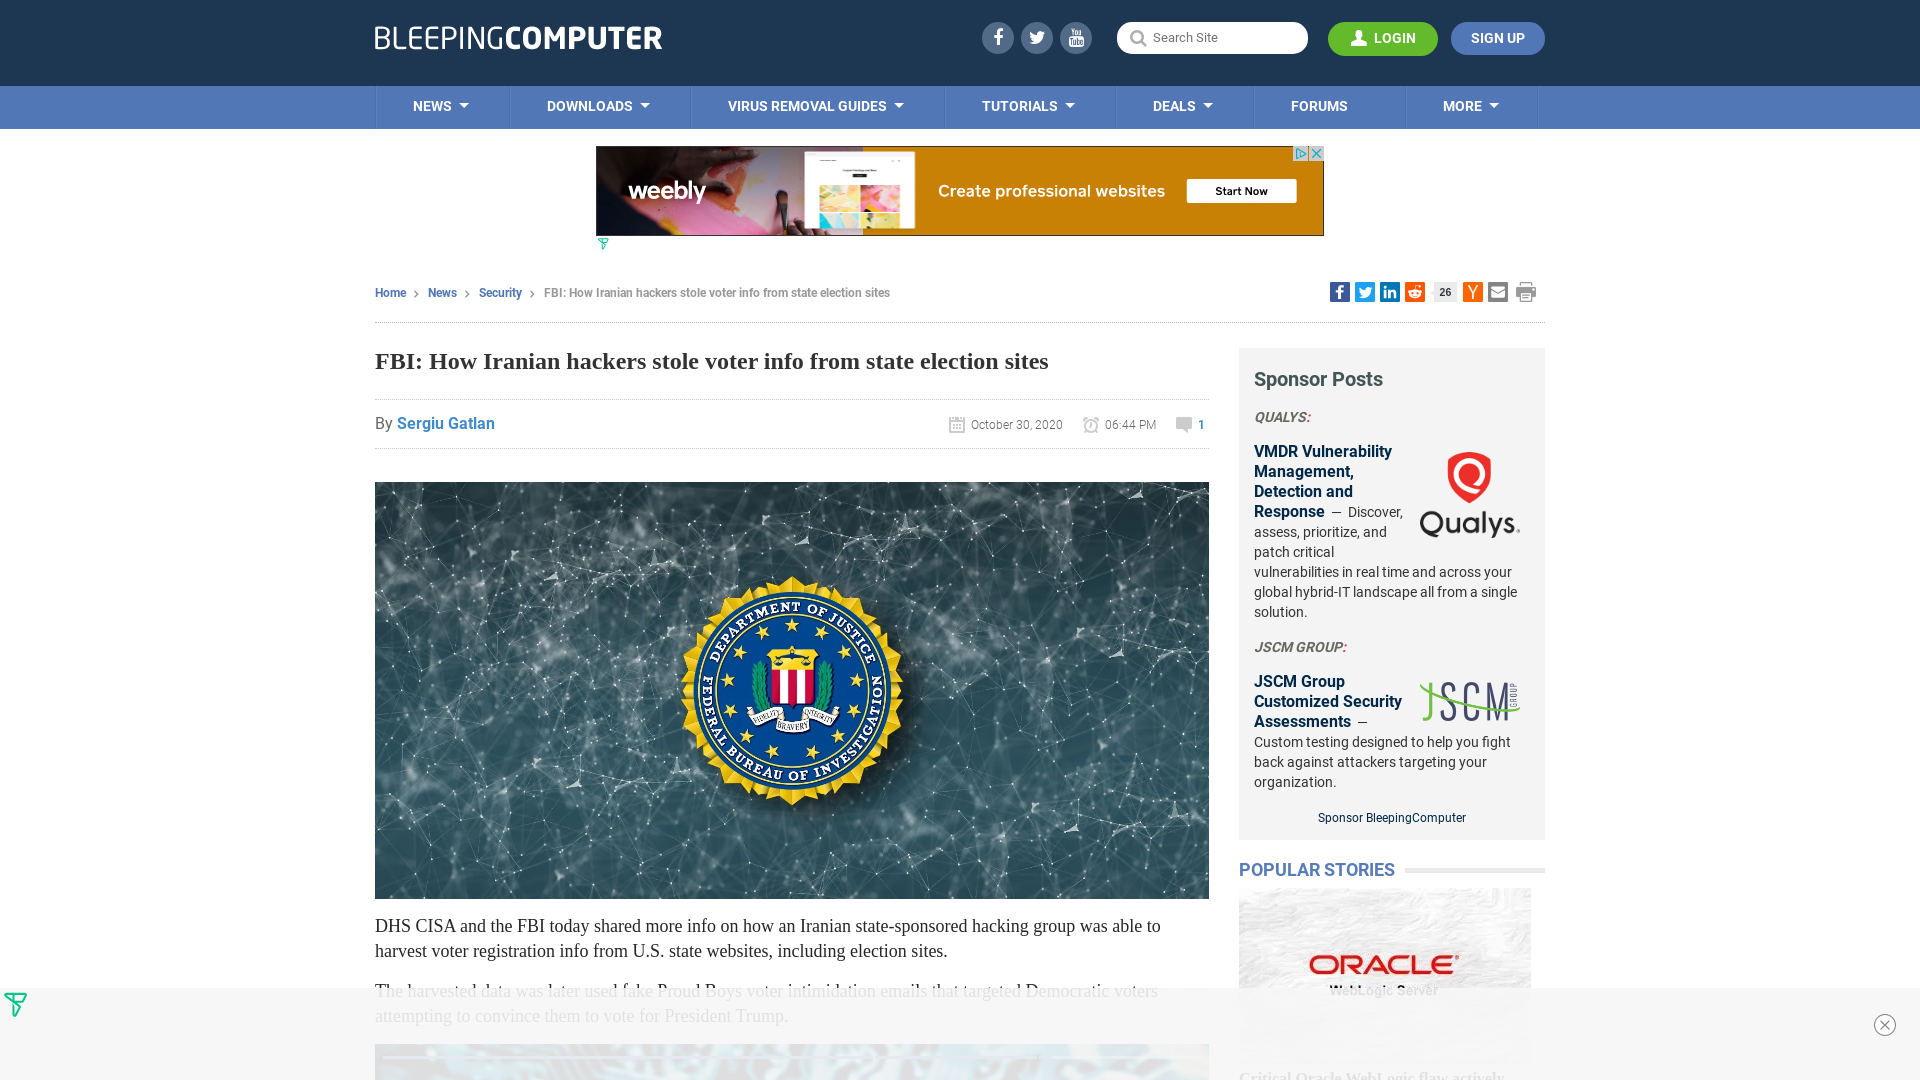 BLEEPINGCOMPUTER
You Tube
Search Site
LOGIN
SIGN UP
NEWS
DOWNLOADS
VIRUS REMOVAL GUIDES
TUTORIALS
DEALS
FORUMS
MORE
weebly
Create professional websites
Start Now
Home
News
Security
FBI: How Iranian hackers stole voter info from state election sites
26
FBI: How Iranian hackers stole voter info from state election sites
By Sergiu Gatlan
October 30, 2020
06:44 PM
1
DEPARTMENT OF JUSTICE
FIDELITY BRAVERY INTEGRITY
FEDERAL BUREAU OF INVESTIGATION
DHS CISA and the FBI today shared more info on how an Iranian state-sponsored hacking group was able to
harvest voter registration info from U.S. state websites, including election sites.
The harvested data was later used fake Proud Boys voter intimidation emails that targeted Democratic voters
attempting to convince them to vote for President Trump.
Sponsor Posts
QUALYS:
VMDR Vulnerability
Management,
Detection and
Response — Discover,
assess, prioritize, and
patch critical
vulnerabilities in real time and across your
global hybrid-IT landscape all from a single
solution.
Qualys.
JSCM GROUP:
JSCM Group
Customized Security
Assessments —
Custom testing designed to help you fight
back against attackers targeting your
organization.
JSCM GROUP
Sponsor BleepingComputer
POPULAR STORIES
ORACLE
WebLogic Server
Critical Oracle WebLogic flaw actively